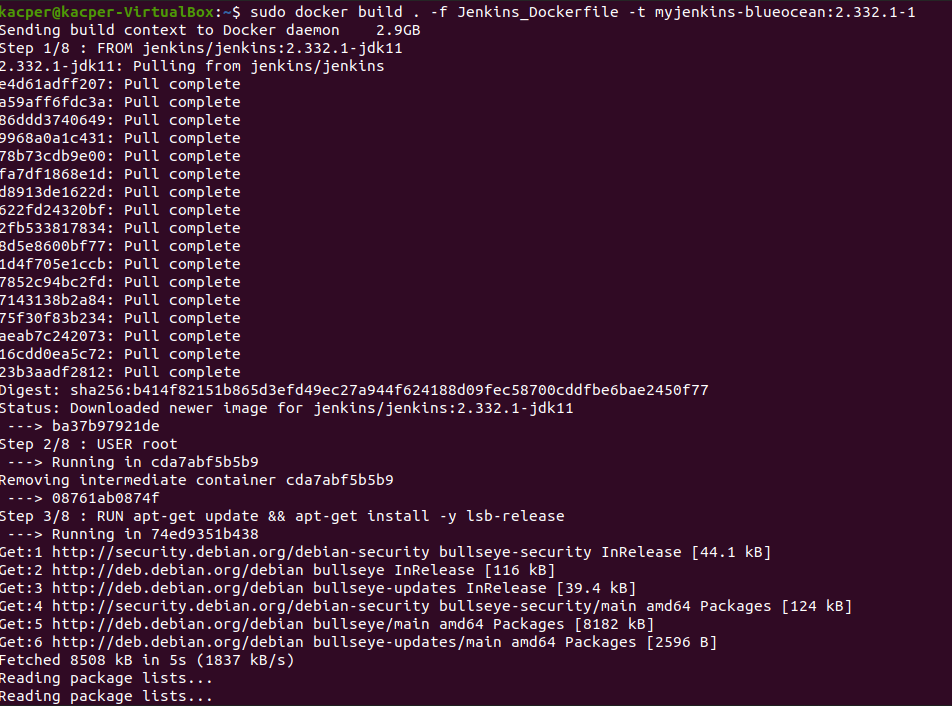 kacper@kacper-VirtualBox:~$ sudo docker build . -f Jenkins_Dockerfile -t myjenkins-blueocean:2.332.1-1
Sending build context to Docker daemon    2.9GB
Step 1/8 : FROM jenkins/jenkins:2.332.1-jdk11
2.332.1-jdk11: Pulling from jenkins/jenkins
e4d61adff207: Pull complete
a59aff6fdc3a: Pull complete
86ddd3740649: Pull complete
9968a0a1c431: Pull complete
78b73cdb9e00: Pull complete
fa7df1868e1d: Pull complete
d8913de1622d: Pull complete
622fd24320bf: Pull complete
2fb533817834: Pull complete
8d5e8600bf77: Pull complete
1d4f705e1ccb: Pull complete
7852c94bc2fd: Pull complete
7143138b2a84: Pull complete
75f30f83b234: Pull complete
aeab7c242073: Pull complete
16cdd0ea5c72: Pull complete
23b3aadf2812: Pull complete
Digest: sha256:b414f82151b865d3efd49ec27a944f624188d09fec58700cddfbe6bae2450f77
Status: Downloaded newer image for jenkins/jenkins:2.332.1-jdk11
 ---> ba37b97921de
Step 2/8 : USER root
 ---> Running in cda7abf5b5b9
Removing intermediate container cda7abf5b5b9
 ---> 08761ab0874f
Step 3/8 : RUN apt-get update && apt-get install -y lsb-release
 ---> Running in 74ed9351b438
Get:1 http://security.debian.org/debian-security bullseye-security InRelease [44.1 kB]
Get:2 http://deb.debian.org/debian bullseye InRelease [116 kB]
Get:3 http://deb.debian.org/debian bullseye-updates InRelease [39.4 kB]
Get:4 http://security.debian.org/debian-security bullseye-security/main amd64 Packages [124 kB]
Get:5 http://deb.debian.org/debian bullseye/main amd64 Packages [8182 kB]
Get:6 http://deb.debian.org/debian bullseye-updates/main amd64 Packages [2596 B]
Fetched 8508 kB in 5s (1837 kB/s)
Reading package lists...
Reading package lists...